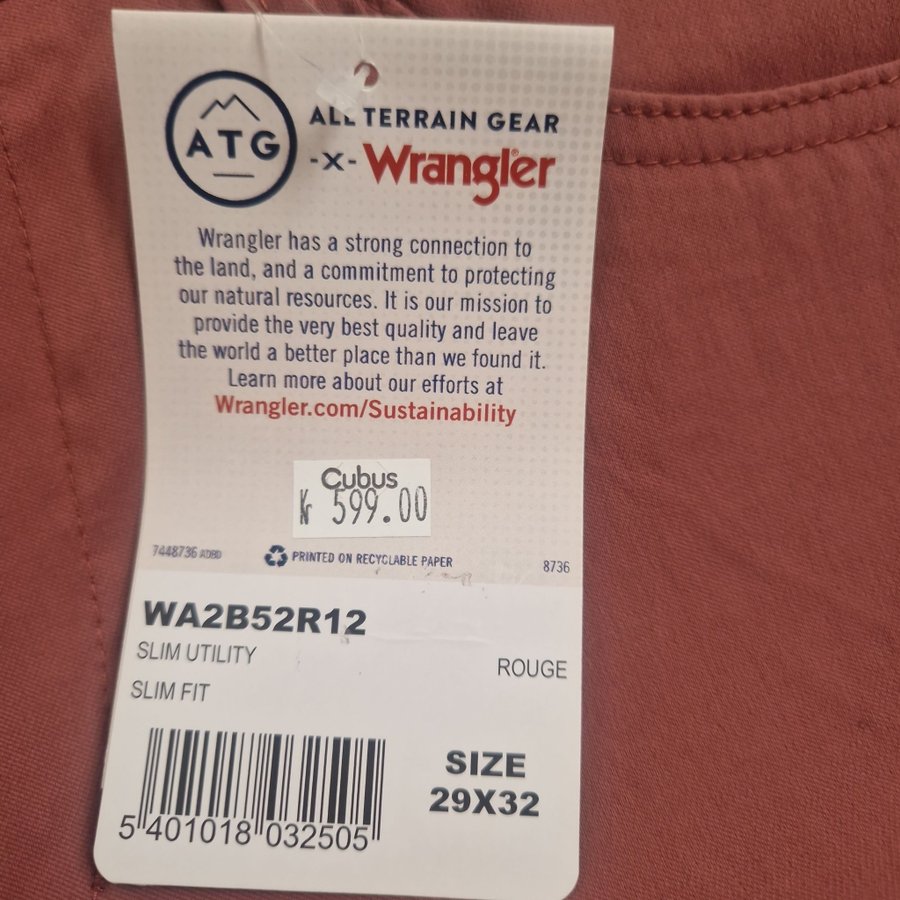 ATG
ALL TERRAIN GEAR
-X- Wrangler®
Wrangler has a strong connection to
the land, and a commitment to protecting
our natural resources. It is our mission to
provide the very best quality and leave
the world a better place than we found it.
Learn more about our efforts at
Wrangler.com/Sustainability
Cubus
kr 599.00
7448736 ADBD
PRINTED ON RECYCLABLE PAPER
8736
WA2B52R12
SLIM UTILITY
ROUGE
SLIM FIT
SIZE
29X32
5 401018 032505